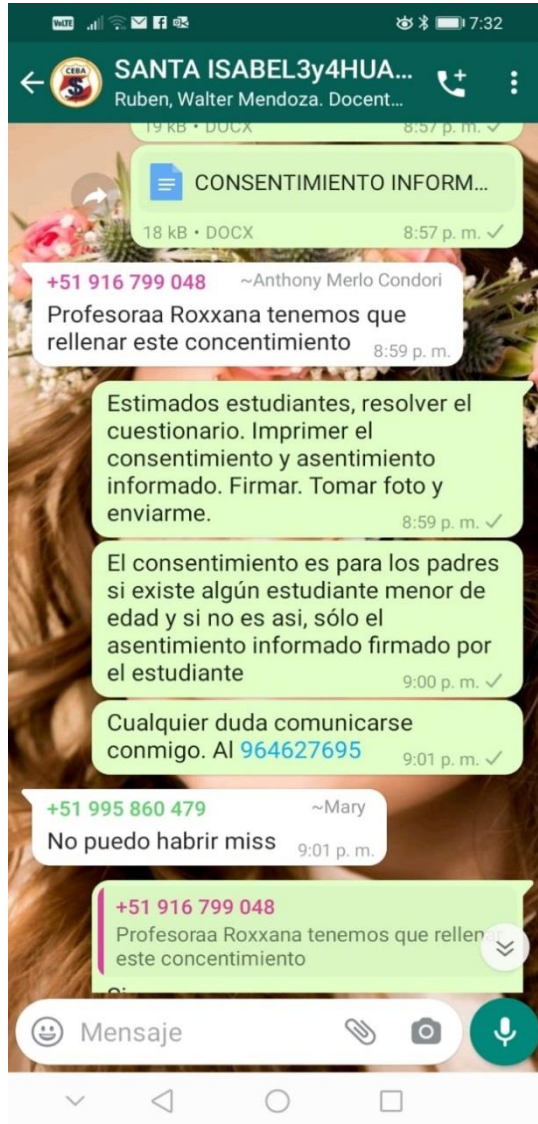 VoLTE 7:32
CEBA
SANTA ISABEL3y4HUA...
Ruben, Walter Mendoza. Docent...
19 kB • DOCX 8:57 p. m.
CONSENTIMIENTO INFORM...
18 kB • DOCX 8:57 p. m.
+51 916 799 048 ~Anthony Merlo Condori
Profesoraa Roxxana tenemos que
rellenar este concentimiento 8:59 p. m.
Estimados estudiantes, resolver el
cuestionario. Imprimer el
consentimiento y asentimiento
informado. Firmar. Tomar foto y
enviarme. 8:59 p. m.
El consentimiento es para los padres
si existe algún estudiante menor de
edad y si no es asi, sólo el
asentimiento informado firmado por
el estudiante 9:00 p. m.
Cualquier duda comunicarse
conmigo. Al 964627695 9:01 p. m.
+51 995 860 479 ~Mary
No puedo habrir miss 9:01 p. m.
+51 916 799 048
Profesoraa Roxxana tenemos que rellenar
este concentimiento
Mensaje